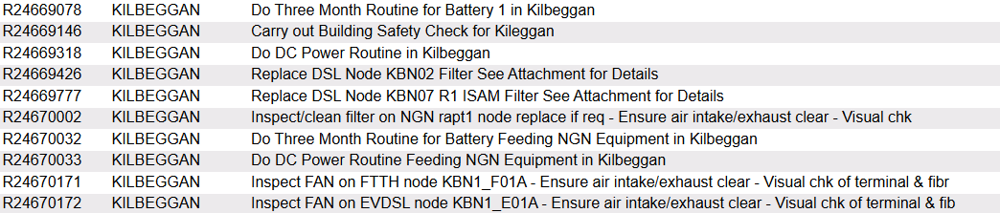 R24669078 KILBEGGAN Do Three Month Routine for Battery 1 in Kilbeggan
R24669146 KILBEGGAN Carry out Building Safety Check for Kileggan
R24669318 KILBEGGAN Do DC Power Routine in Kilbeggan
R24669426 KILBEGGAN Replace DSL Node KBN02 Filter See Attachment for Details
R24669777 KILBEGGAN Replace DSL Node KBN07 R1 ISAM Filter See Attachment for Details
R24670002 KILBEGGAN Inspect/clean filter on NGN rapt1 node replace if req - Ensure air intake/exhaust clear - Visual chk
R24670032 KILBEGGAN Do Three Month Routine for Battery Feeding NGN Equipment in Kilbeggan
R24670033 KILBEGGAN Do DC Power Routine Feeding NGN Equipment in Kilbeggan
R24670171 KILBEGGAN Inspect FAN on FTTH node KBN1_F01A - Ensure air intake/exhaust clear - Visual chk of terminal & fibr
R24670172 KILBEGGAN Inspect FAN on EVDSL node KBN1_E01A - Ensure air intake/exhaust clear - Visual chk of terminal & fib